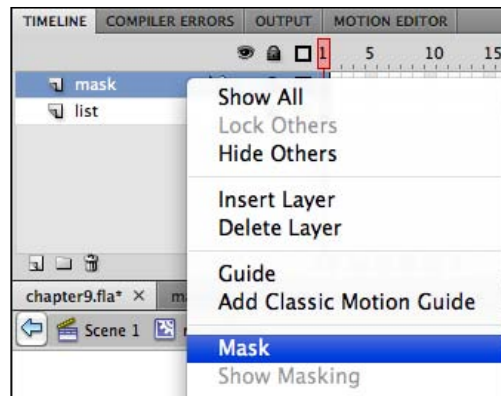 TIMELINE COMPILER ERRORS OUTPUT MOTION EDITOR
1 5 10 15
mask
list
Show All
Lock Others
Hide Others
Insert Layer
Delete Layer
Guide
Add Classic Motion Guide
chapter9.fla* ×
Scene 1
Mask
Show Masking